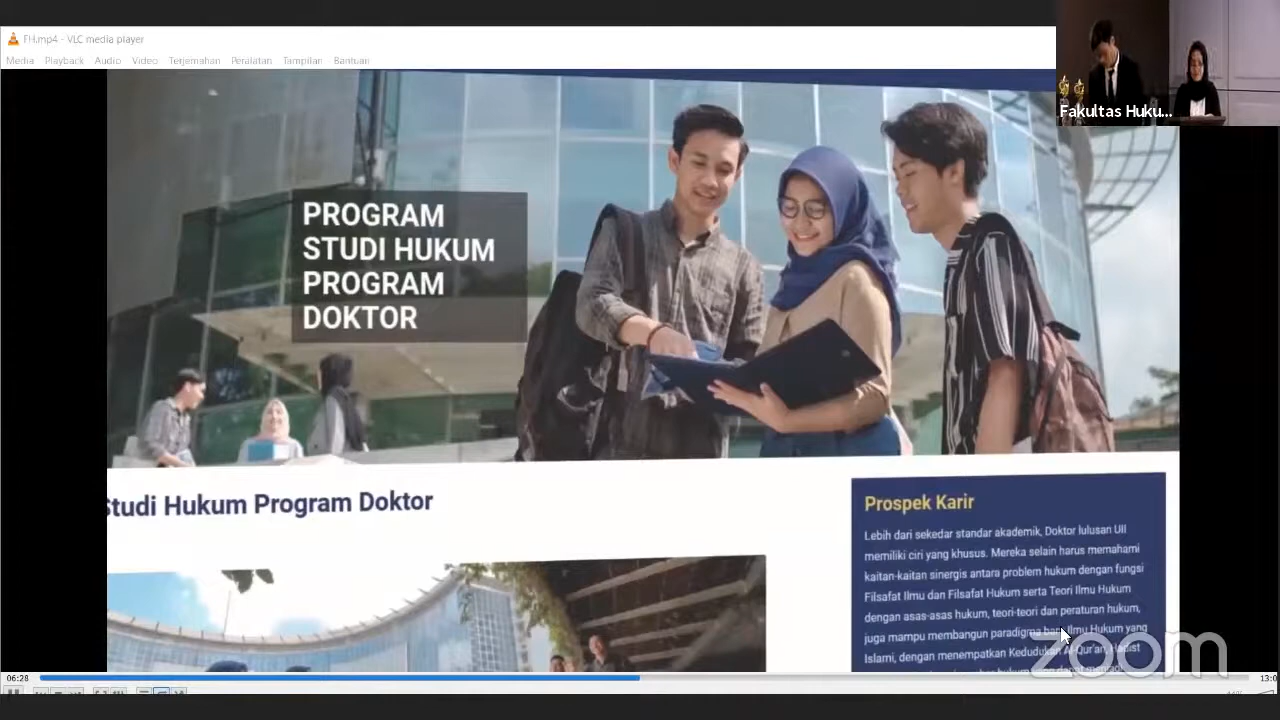 FH.mp4 - VLC media player
Media Playback Audio Video Terjemahan Peralatan Tampilan Bantuan
Fakultas Huku...
PROGRAM
STUDI HUKUM
PROGRAM
DOKTOR
Studi Hukum Program Doktor
Prospek Karir
Lebih dari sekedar standar akademik, Doktor lulusan UII
memiliki ciri yang khusus. Mereka selain harus memahami
kaitan-kaitan sinergis antara problem hukum dengan fungsi
Filsafat Ilmu dan Filsafat Hukum serta Teori Ilmu Hukum
dengan asas-asas hukum, teori-teori dan peraturan hukum,
juga mampu membangun paradigma baru Ilmu Hukum yang
Islami, dengan menempatkan Kedudukan Al-Qur'an, Hadist
zoom
06:28
13:0